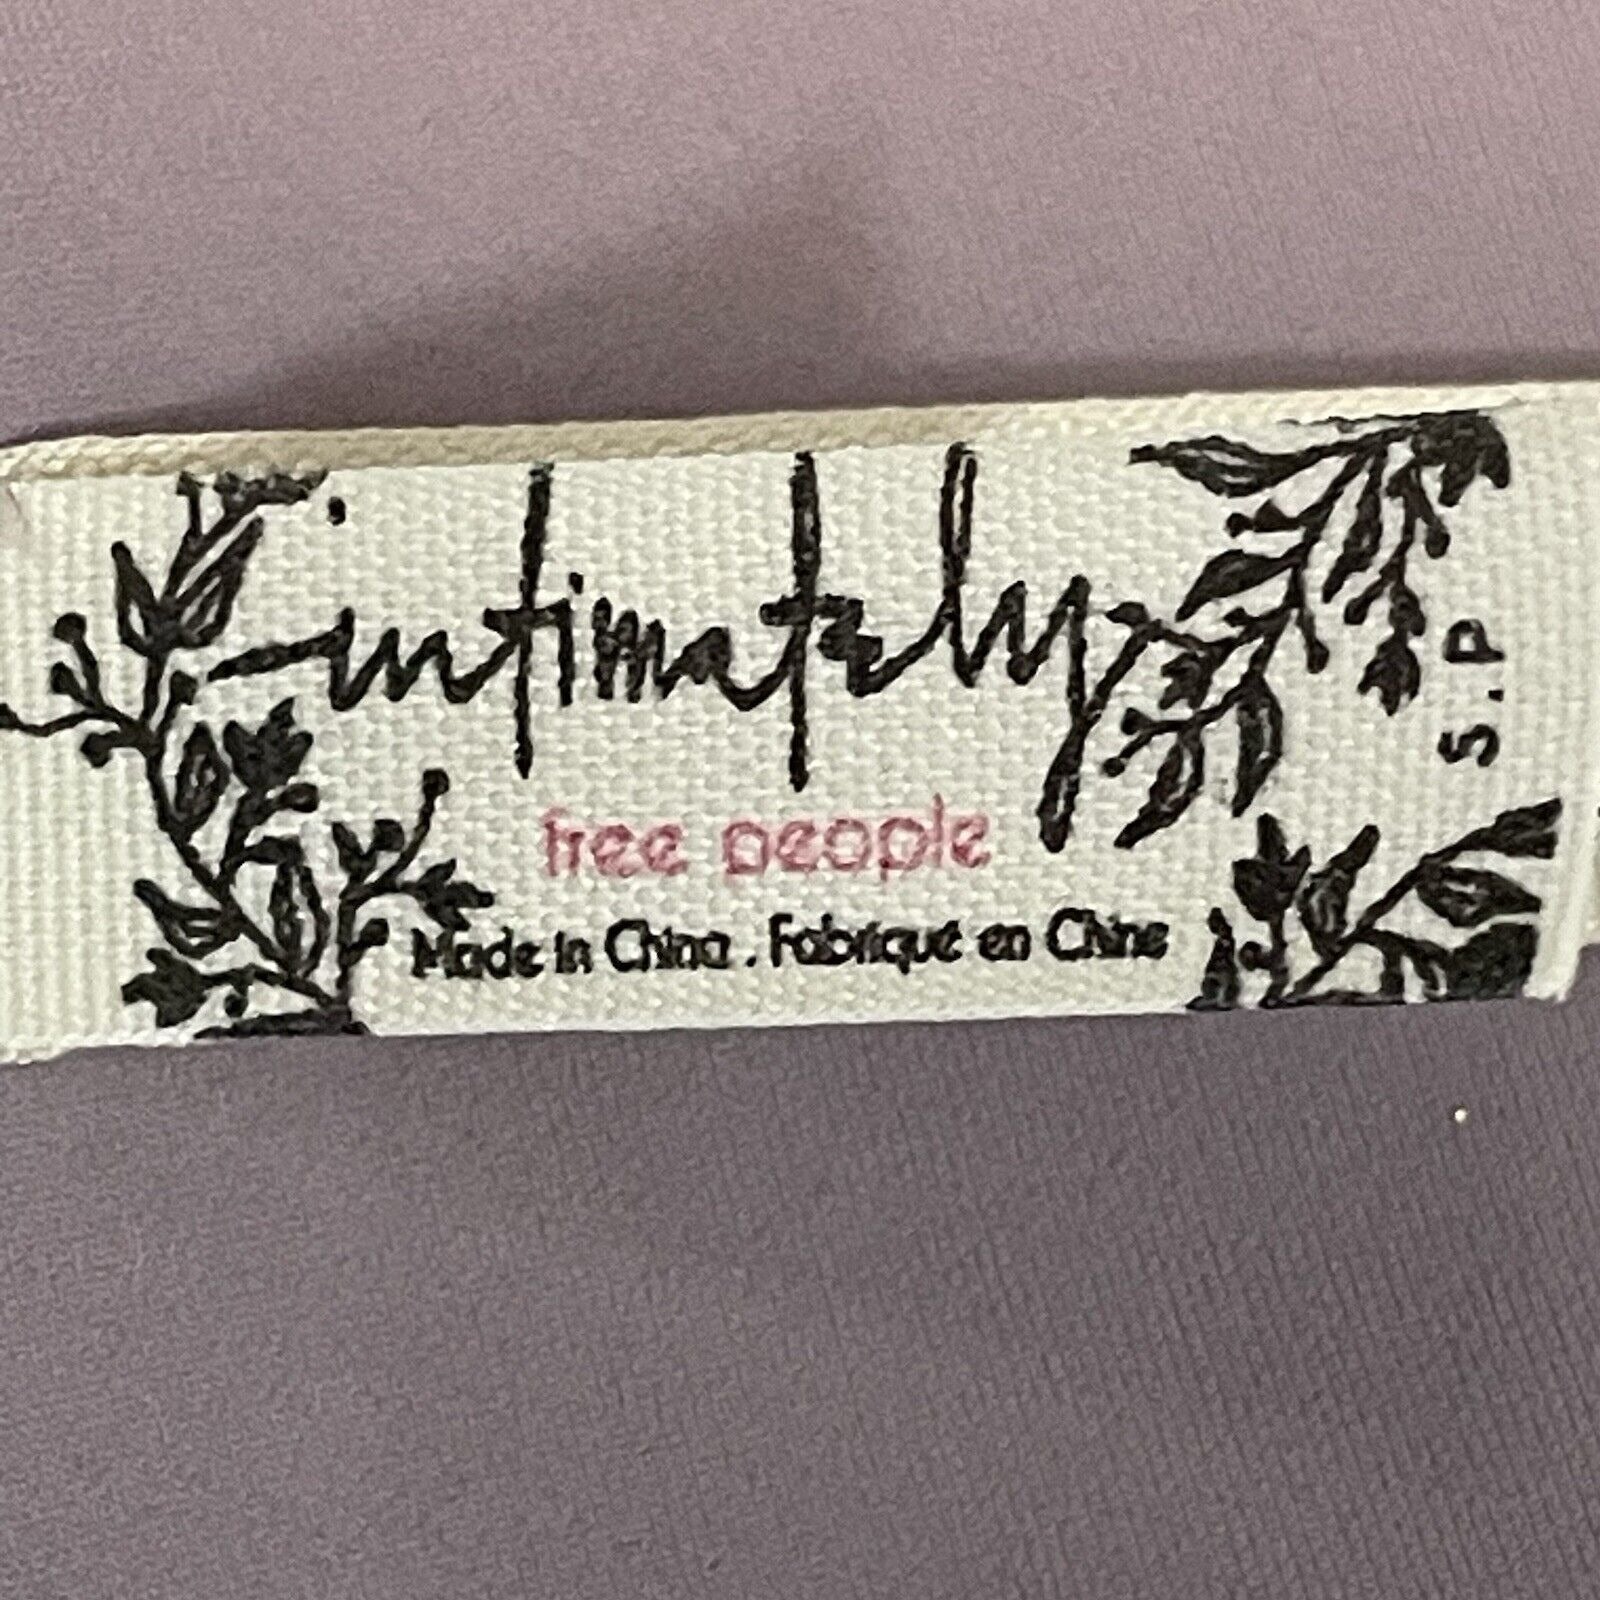 intimately
free people
Made in China . Fabriqué en Chine
S.P